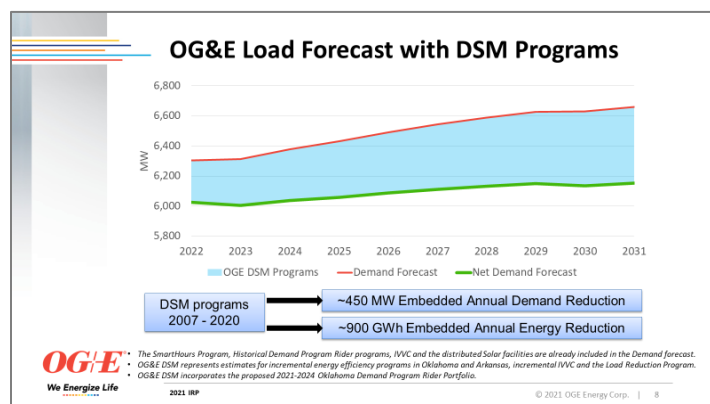 OG&E Load Forecast with DSM Programs
6,800
6,600
6,400
6,200
6,000
5,800
MW
2022 2023 2024 2025 2026 2027 2028 2029 2030 2031
OGE DSM Programs Demand Forecast Net Demand Forecast
DSM programs
2007 - 2020
~450 MW Embedded Annual Demand Reduction
~900 GWh Embedded Annual Energy Reduction
• The SmartHours Program, Historical Demand Program Rider programs, IVVC and the distributed Solar facilities are already included in the Demand forecast.
• OG&E DSM represents estimates for incremental energy efficiency programs in Oklahoma and Arkansas, incremental IVVC and the Load Reduction Program.
• OG&E DSM incorporates the proposed 2021-2024 Oklahoma Demand Program Rider Portfolio.
OG+E
We Energize Life
2021 IRP
© 2021 OGE Energy Corp. | 8